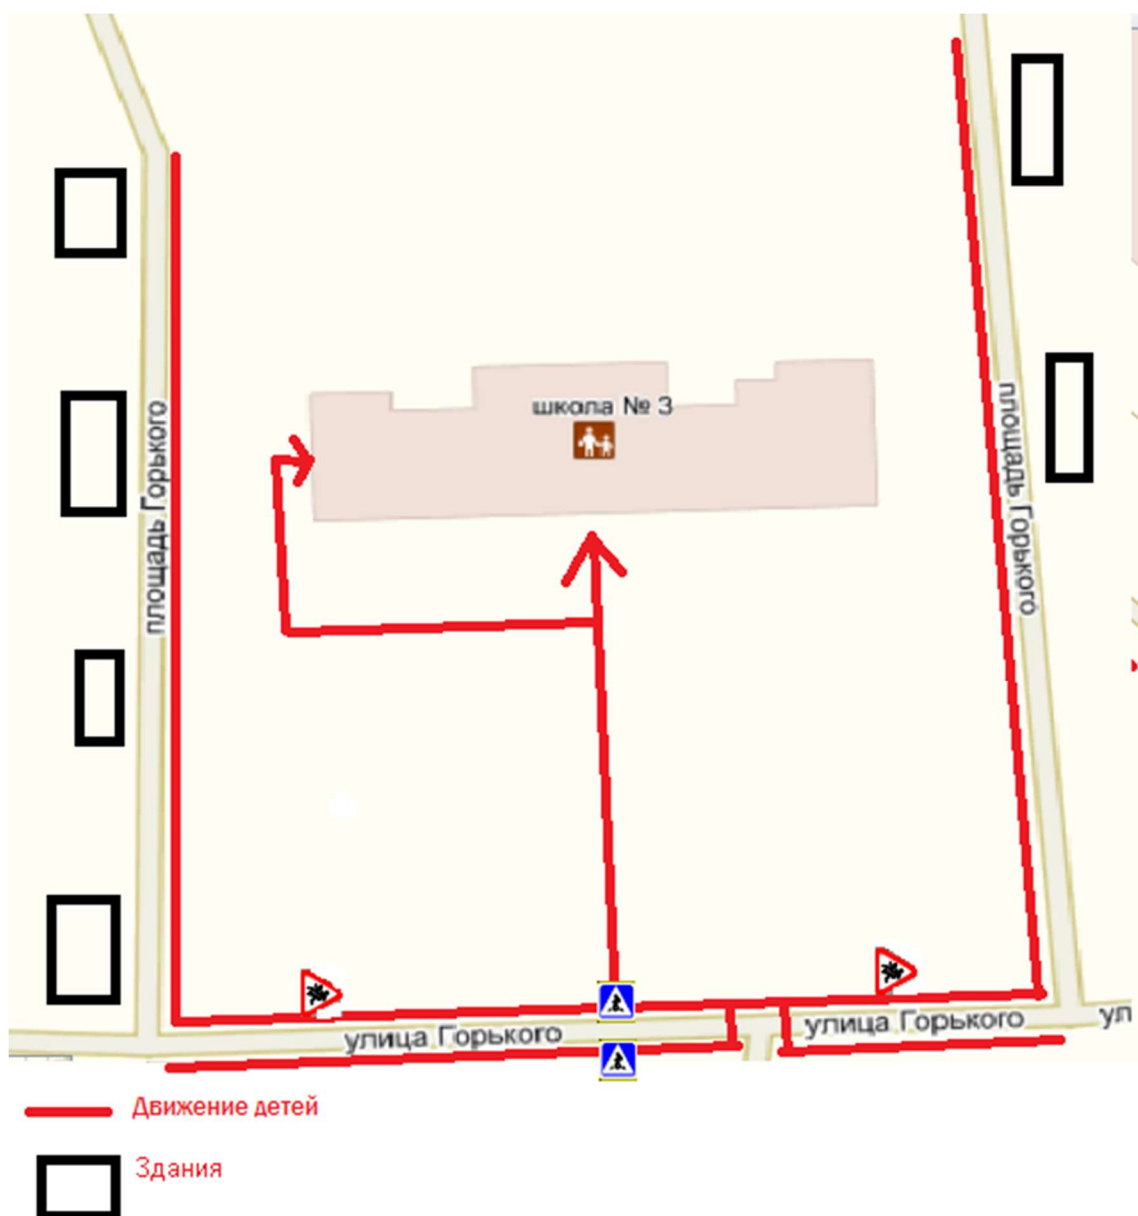 школа № 3
площадь Горького
площадь Горького
улица Горького
улица Горького
ул
Движение детей
Здания